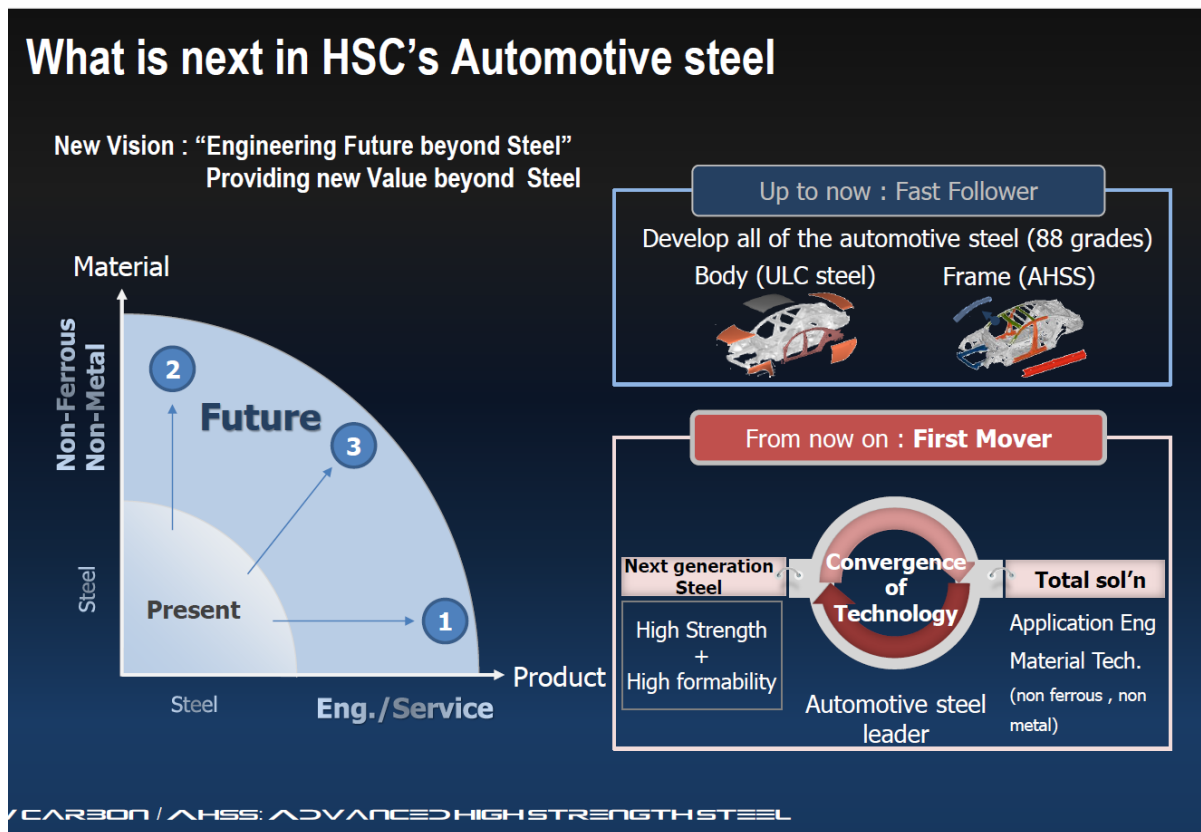 What is next in HSC's Automotive steel
New Vision : “Engineering Future beyond Steel”
Providing new Value beyond Steel
Material
Non-Ferrous
Non-Metal
Steel
2
Future
3
Present
1
Product
Steel
Eng./Service
Up to now : Fast Follower
Develop all of the automotive steel (88 grades)
Body (ULC steel)
Frame (AHSS)
From now on : First Mover
Next generation
Steel
High Strength
+
High formability
Convergence
of
Technology
Automotive steel
leader
Total sol'n
Application Eng
Material Tech.
(non ferrous , non
metal)
CARBON / AHSS: ADVANCED HIGH STRENGTH STEEL